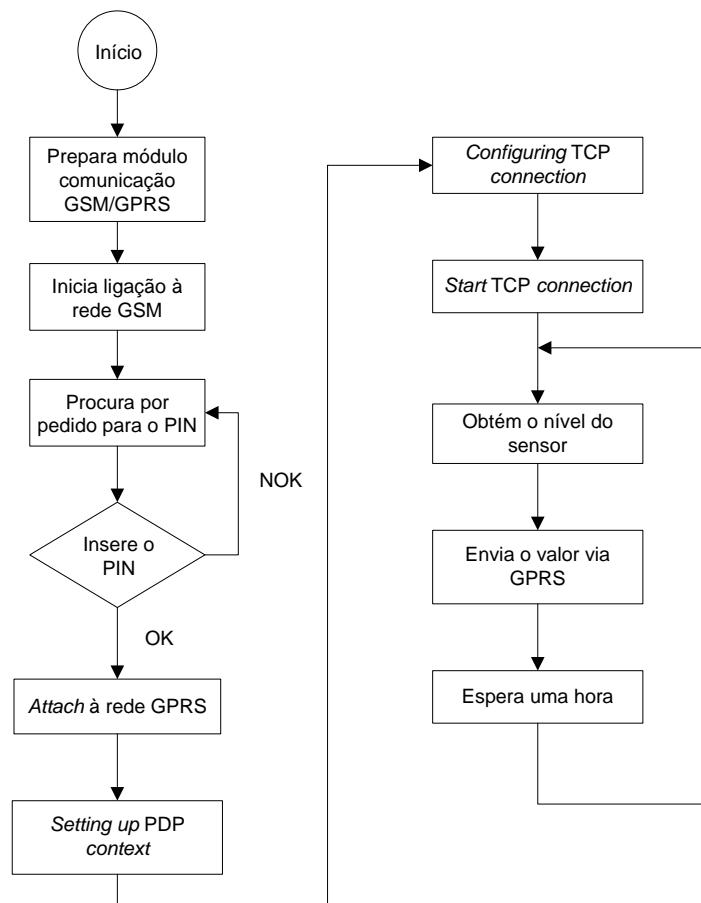 Início
Prepara módulo
comunicação
GSM/GPRS
Inicia ligação à
rede GSM
Procura por
pedido para o PIN
NOK
Insere o
PIN
OK
Attach à rede GPRS
Setting up PDP
context
Configuring TCP
connection
Start TCP connection
Obtém o nível do
sensor
Envia o valor via
GPRS
Espera uma hora